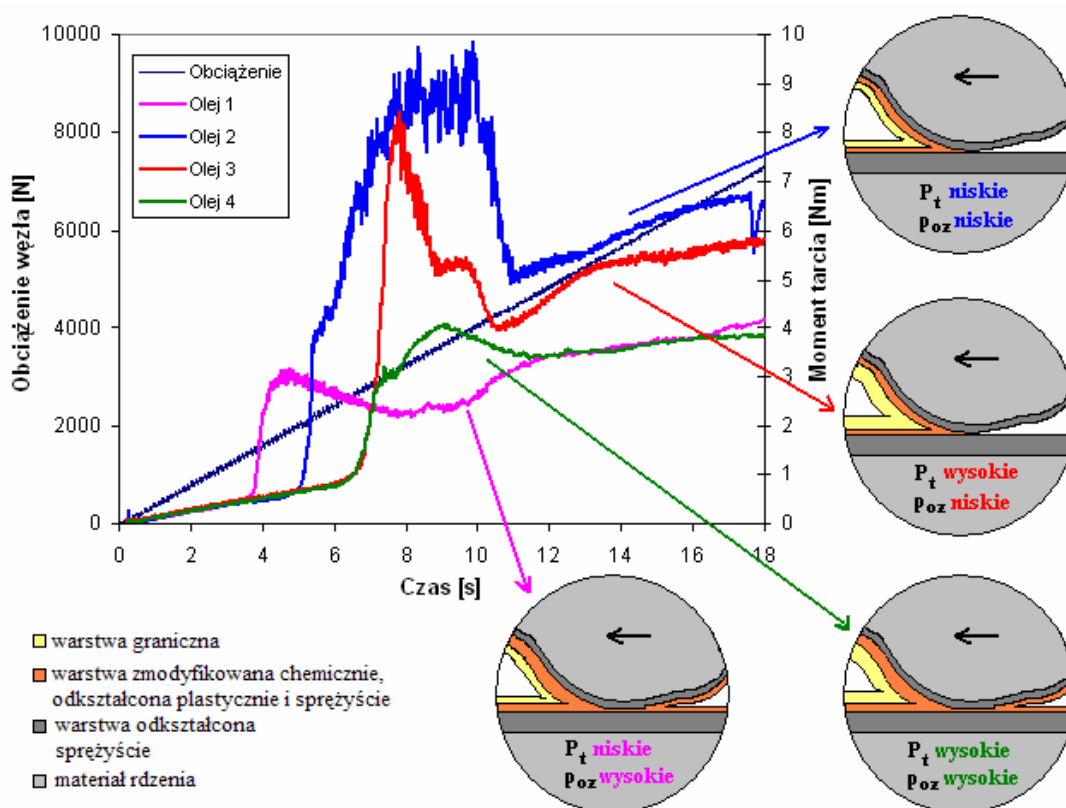 10000
8000
6000
4000
2000
0
Obciążenie węzła [N]
Obciążenie
Olej 1
Olej 2
Olej 3
Olej 4
10
9
8
7
6
5
4
3
2
1
0
Moment tarcia [Nm]
0 2 4 6 8 10 12 14 16 18
Czas [s]
Pt niskie
poz niskie
Pt wysokie
poz niskie
Pt niskie
poz wysokie
Pt wysokie
poz wysokie
warstwa graniczna
warstwa zmodyfikowana chemicznie,
odkształcona plastycznie i sprężyście
warstwa odkształcona
sprężyście
materiał rdzenia